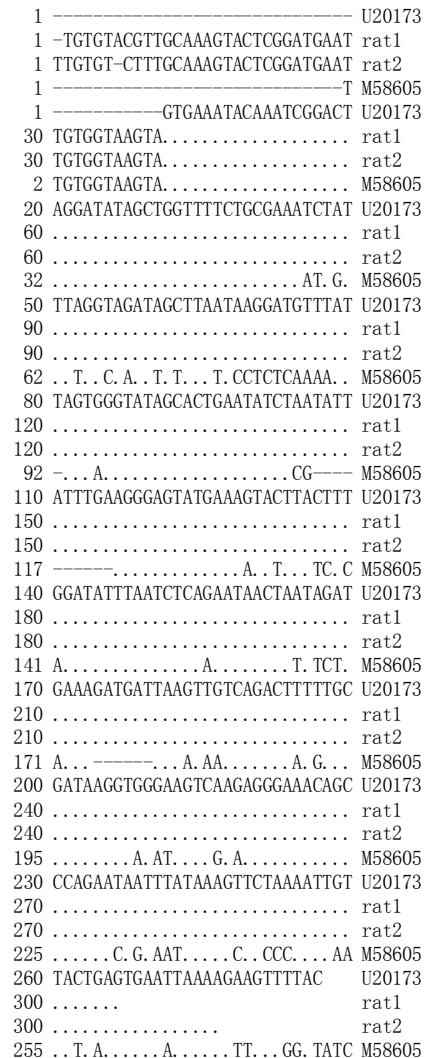 1 ------------------------------ U20173
1 -TGTGTACGTTGCAAAGTACTCGGATGAAT rat1
1 TTGTGT-CTTTGCAAAGTACTCGGATGAAT rat2
1 -----------------------------T M58605
1 -----------GTGAAATACAAATCGGACT U20173
30 TGTGGTAAGTA................... rat1
30 TGTGGTAAGTA................... rat2
2 TGTGGTAAGTA................... M58605
20 AGGATATAGCTGGTTTTCTGCGAAATCTAT U20173
60 .............................. rat1
60 .............................. rat2
32 .........................AT.G. M58605
50 TTAGGTAGATAGCTTAATAAGGATGTTTAT U20173
90 .............................. rat1
90 .............................. rat2
62 ..T..C.A..T.T...T.CCTCTCAAAA.. M58605
80 TAGTGGGTATAGCACTGAATATCTAATATT U20173
120 .............................. rat1
120 .............................. rat2
92 -...A...................CG---- M58605
110 ATTTGAAGGGAGTATGAAAGTACTTACTTT U20173
150 .............................. rat1
150 .............................. rat2
117 ------.............A..T...TC.C M58605
140 GGATATTTAATCTCAGAATAACTAATAGAT U20173
180 .............................. rat1
180 .............................. rat2
141 A..............A........T.TCT. M58605
170 GAAAGATGATTAAGTTGTCAGACTTTTTGC U20173
210 .............................. rat1
210 .............................. rat2
171 A...------...A.AA.......A.G... M58605
200 GATAAGGTGGGAAGTCAAGAGGGAAACAGC U20173
240 .............................. rat1
240 .............................. rat2
195 ........A.AT....G.A........... M58605
230 CCAGAATAATTTATAAAGTTCTAAAATTGT U20173
270 .............................. rat1
270 .............................. rat2
225 ......C.G.AAT.....C..CCC....AA M58605
260 TACTGAGTGAATTAAAAGAAGTTTTAC U20173
300 ....... rat1
300 ................. rat2
255 ..T.A......A......TT...GG.TATC M58605